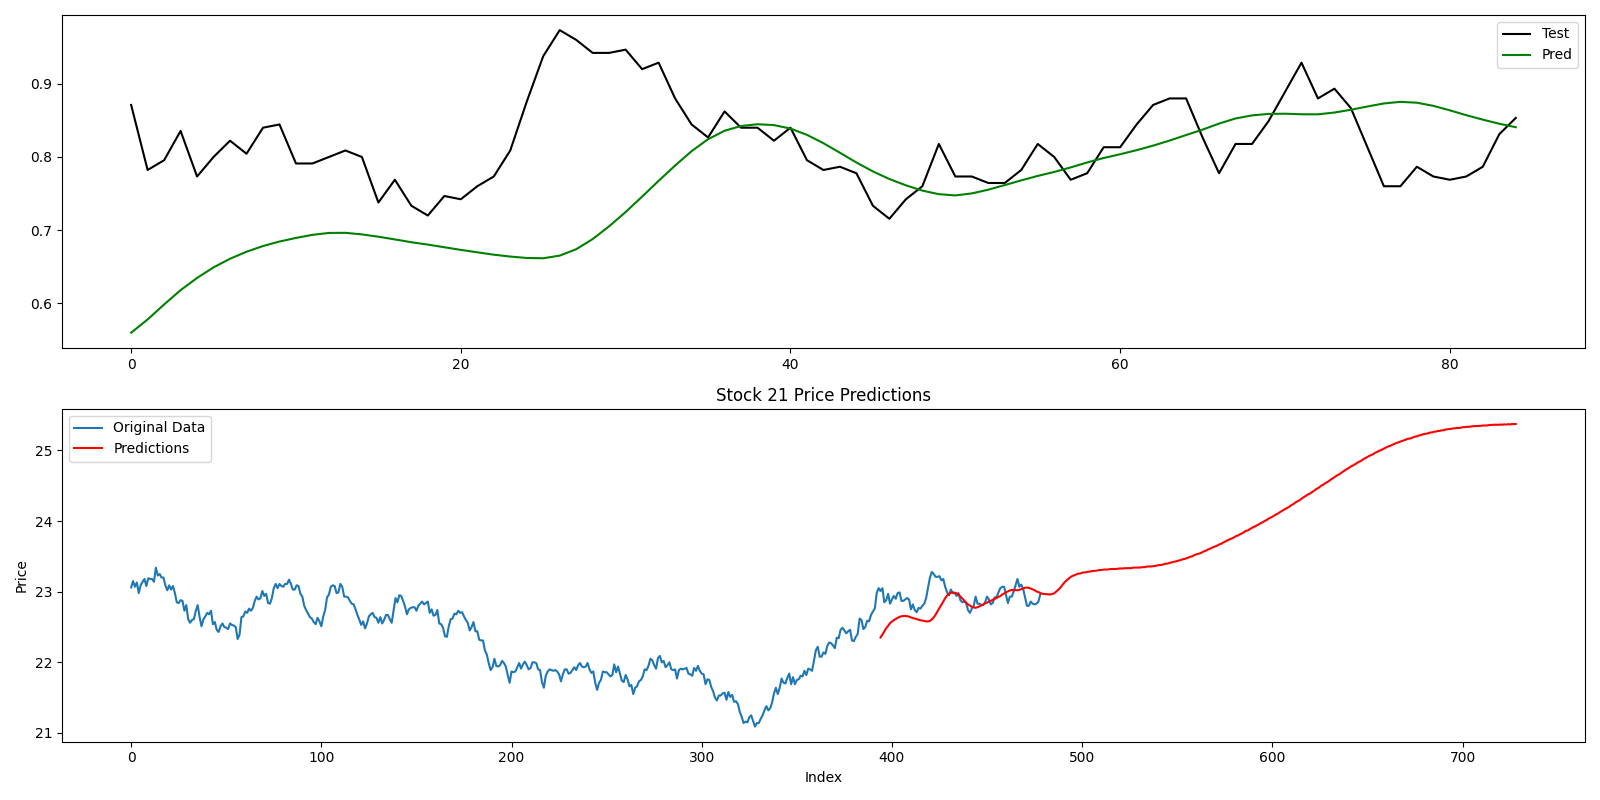 Test
Pred
0.9
0.8
0.7
0.6
0 20 40 60 80
Stock 21 Price Predictions
Original Data
Predictions
Price
25
24
23
22
21
0 100 200 300 400 500 600 700
Index